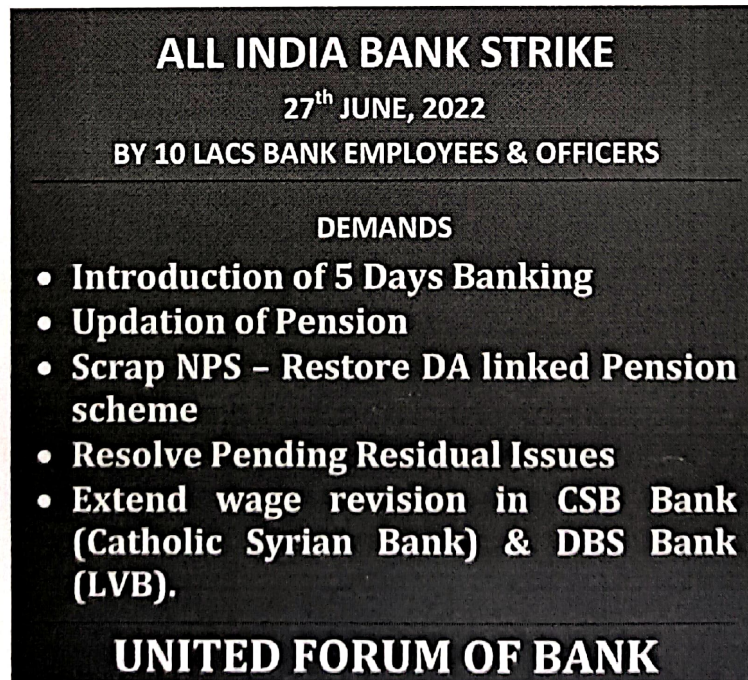 ALL INDIA BANK STRIKE
27th JUNE, 2022
BY 10 LACS BANK EMPLOYEES & OFFICERS
DEMANDS
• Introduction of 5 Days Banking
• Updation of Pension
• Scrap NPS – Restore DA linked Pension
scheme
• Resolve Pending Residual Issues
• Extend wage revision in CSB Bank
(Catholic Syrian Bank) & DBS Bank
(LVB).
UNITED FORUM OF BANK